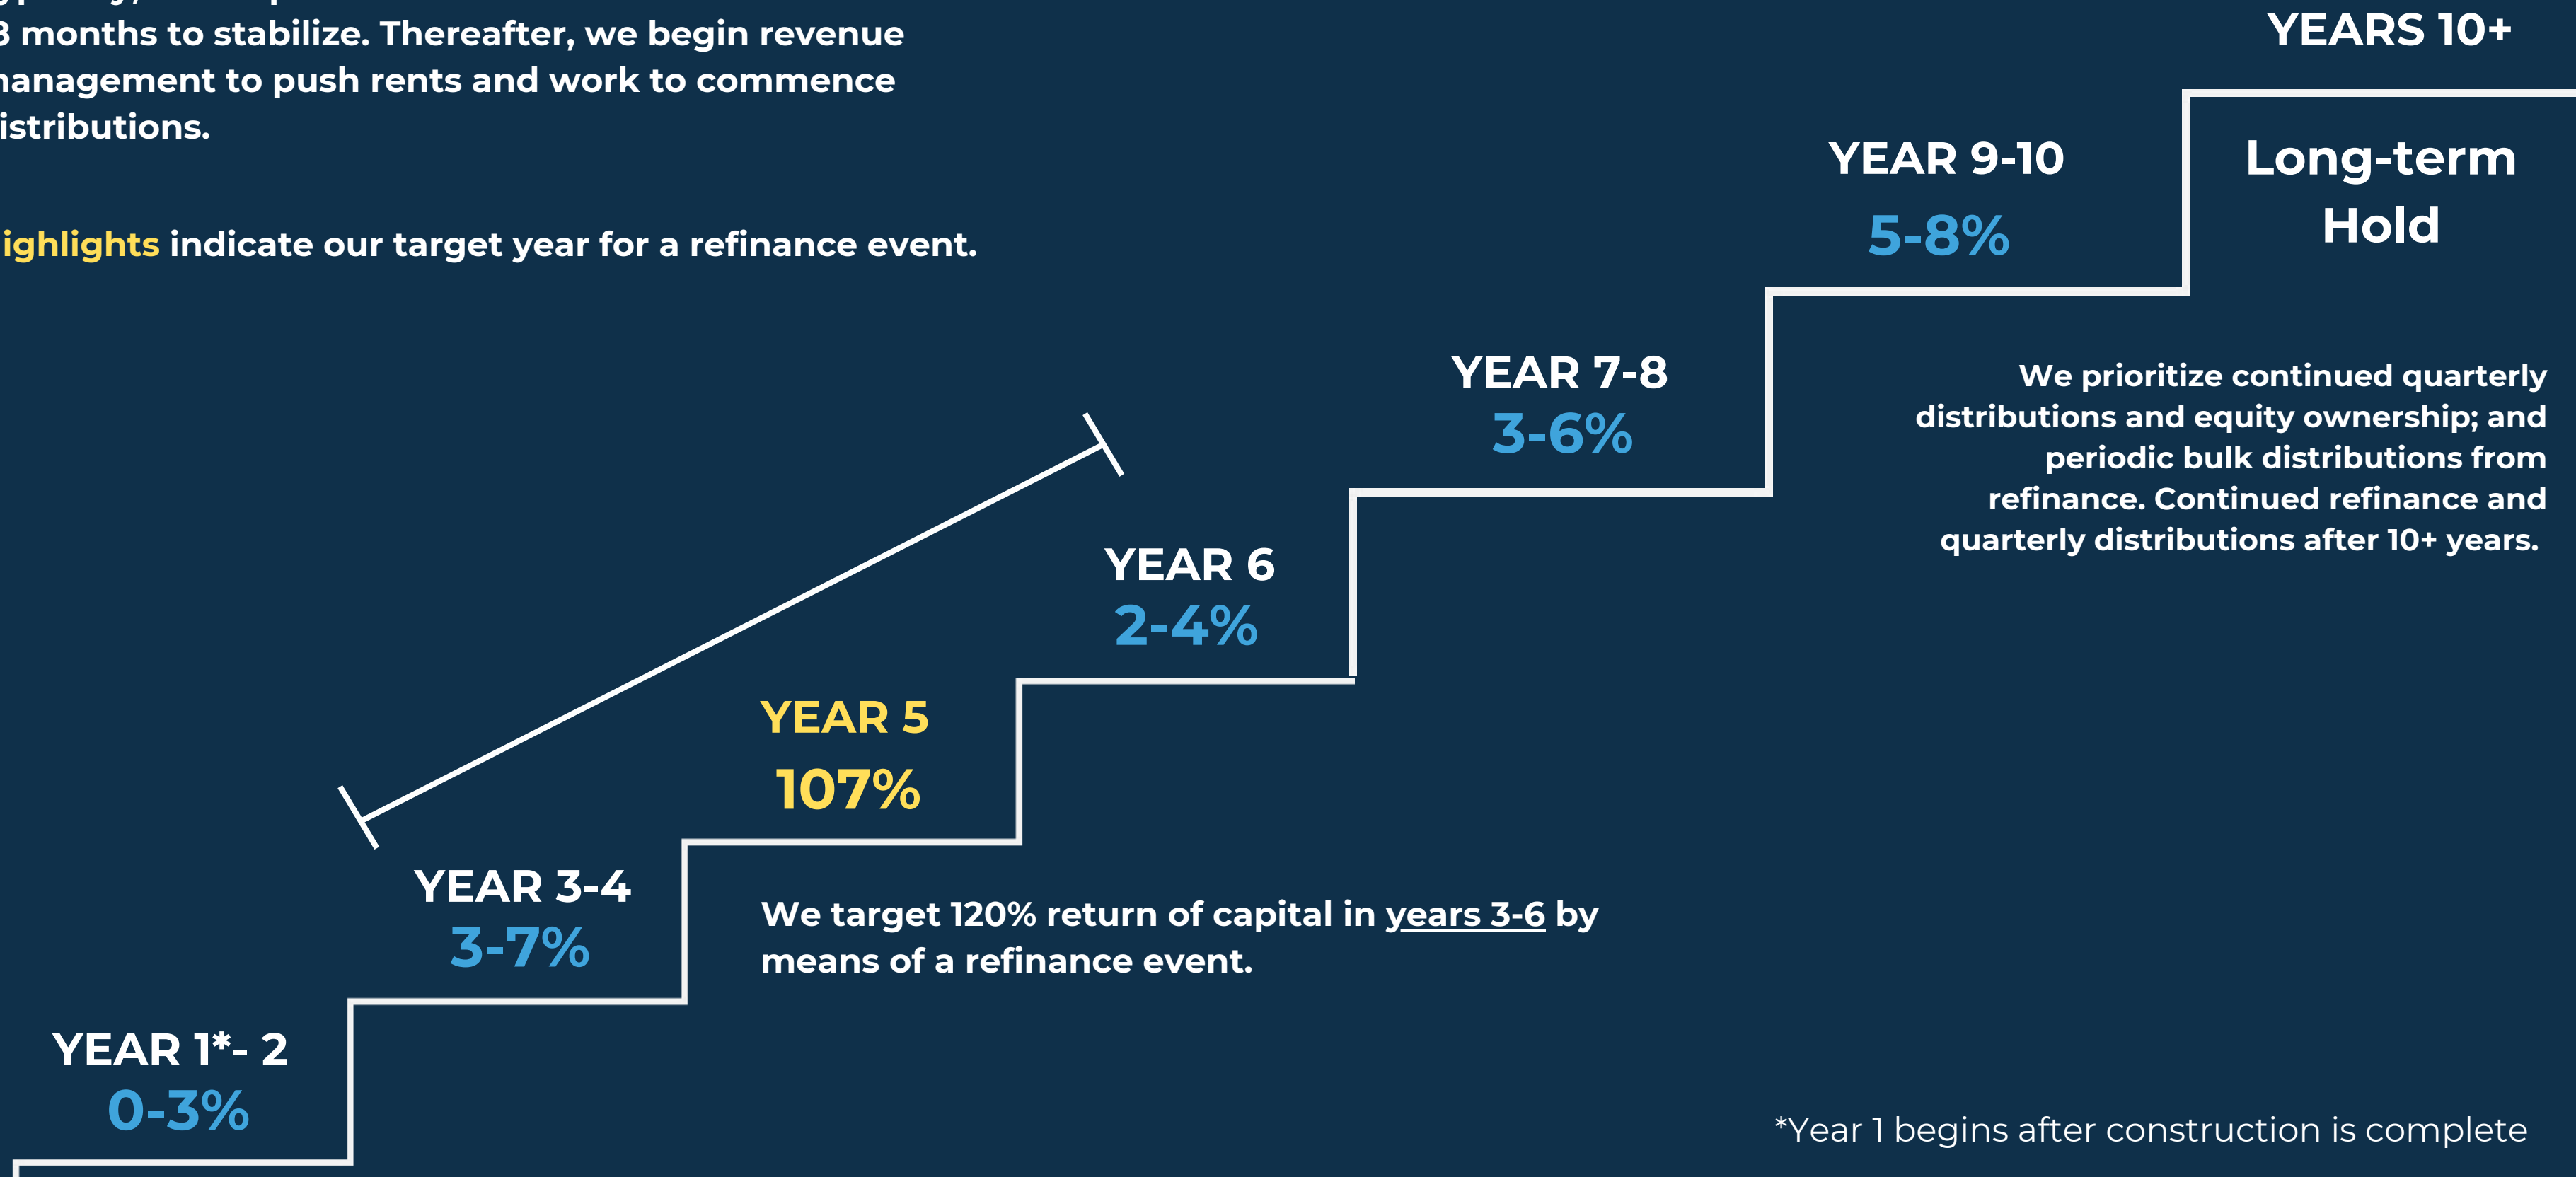 3 months to stabilize. Thereafter, we begin revenue
management to push rents and work to commence
istributions.
ighlights indicate our target year for a refinance event.
YEARS 10+
Long-term
Hold
YEAR 9-10
5-8%
We prioritize continued quarterly
distributions and equity ownership; and
periodic bulk distributions from
refinance. Continued refinance and
quarterly distributions after 10+ years.
YEAR 7-8
3-6%
YEAR 6
2-4%
YEAR 5
107%
We target 120% return of capital in years 3-6 by
means of a refinance event.
YEAR 3-4
3-7%
YEAR 1*- 2
0-3%
*Year 1 begins after construction is complete